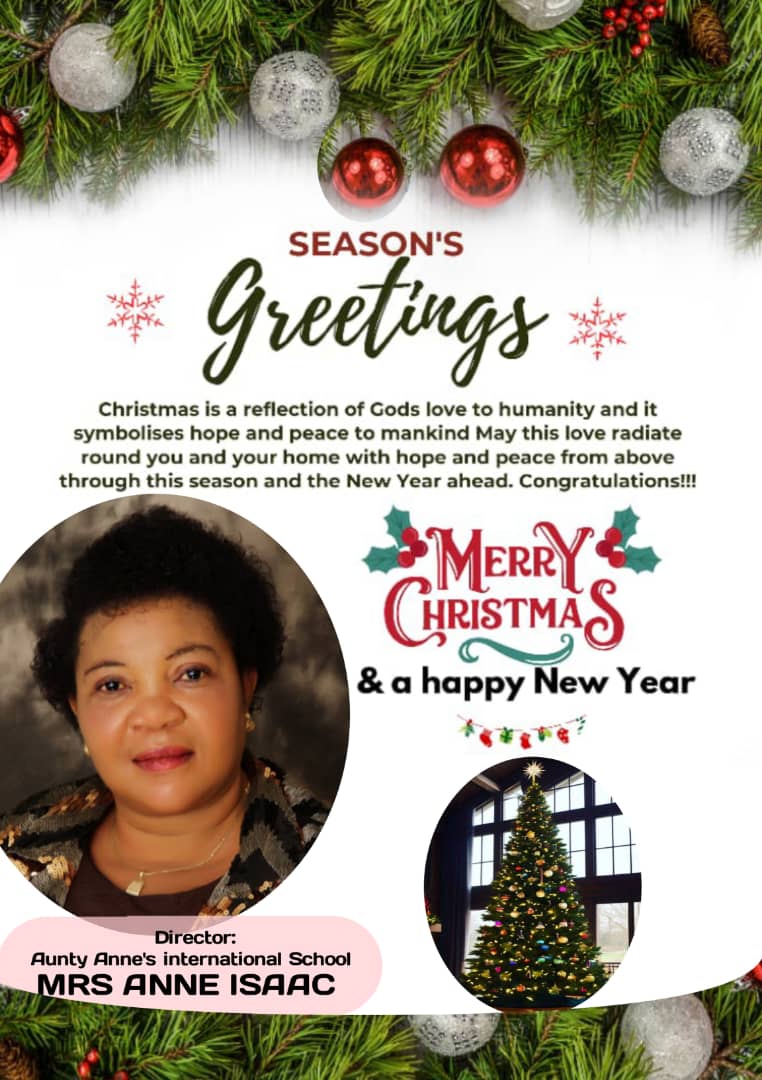 SEASON'S
Greetings
Christmas is a reflection of Gods love to humanity and it
symbolises hope and peace to mankind May this love radiate
round you and your home with hope and peace from above
through this season and the New Year ahead. Congratulations!!!
MERRY
CHRISTMAS
& a happy New Year
Director:
Aunty Anne's international School
MRS ANNE ISAAC